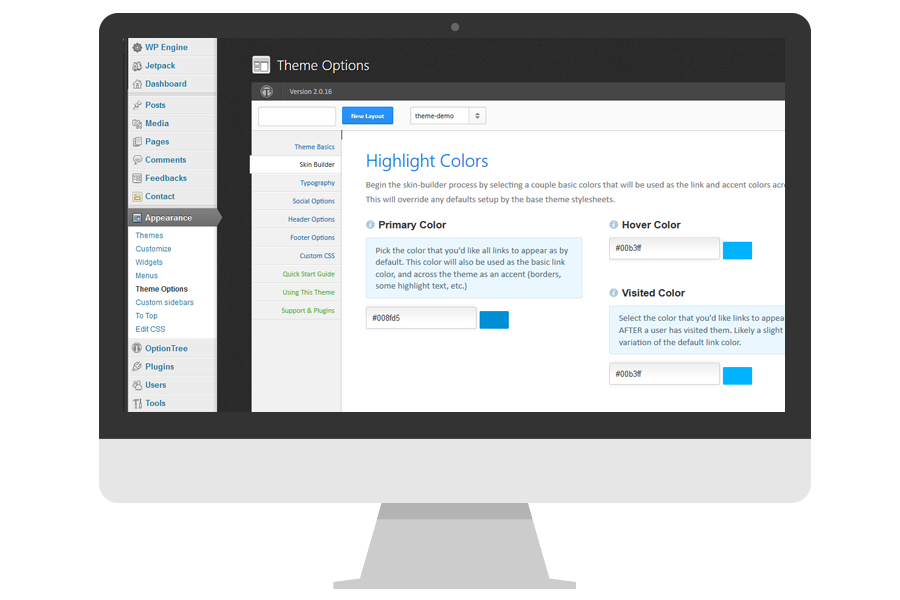 WP Engine
Jetpack
Dashboard
Posts
Media
Pages
Comments
Feedbacks
Contact
Appearance
Themes
Customize
Widgets
Menus
Theme Options
Custom sidebars
To Top
Edit CSS
OptionTree
Plugins
Users
Tools
Theme Options
Version 2.0.16
New Layout
theme-demo
Theme Basics
Skin Builder
Typography
Social Options
Header Options
Footer Options
Custom CSS
Quick Start Guide
Using This Theme
Support & Plugins
Highlight Colors
Begin the skin-builder process by selecting a couple basic colors that will be used as the link and accent colors acr
This will override any defaults setup by the base theme stylesheets.
Primary Color
Pick the color that you'd like all links to appear as by
default. This color will also be used as the basic link
color, and across the theme as an accent (borders,
some highlight text, etc.)
#008fd5
Hover Color
#00b3ff
Visited Color
Select the color that you'd like links to appea
AFTER a user has visited them. Likely a slight
variation of the default link color.
#00b3ff